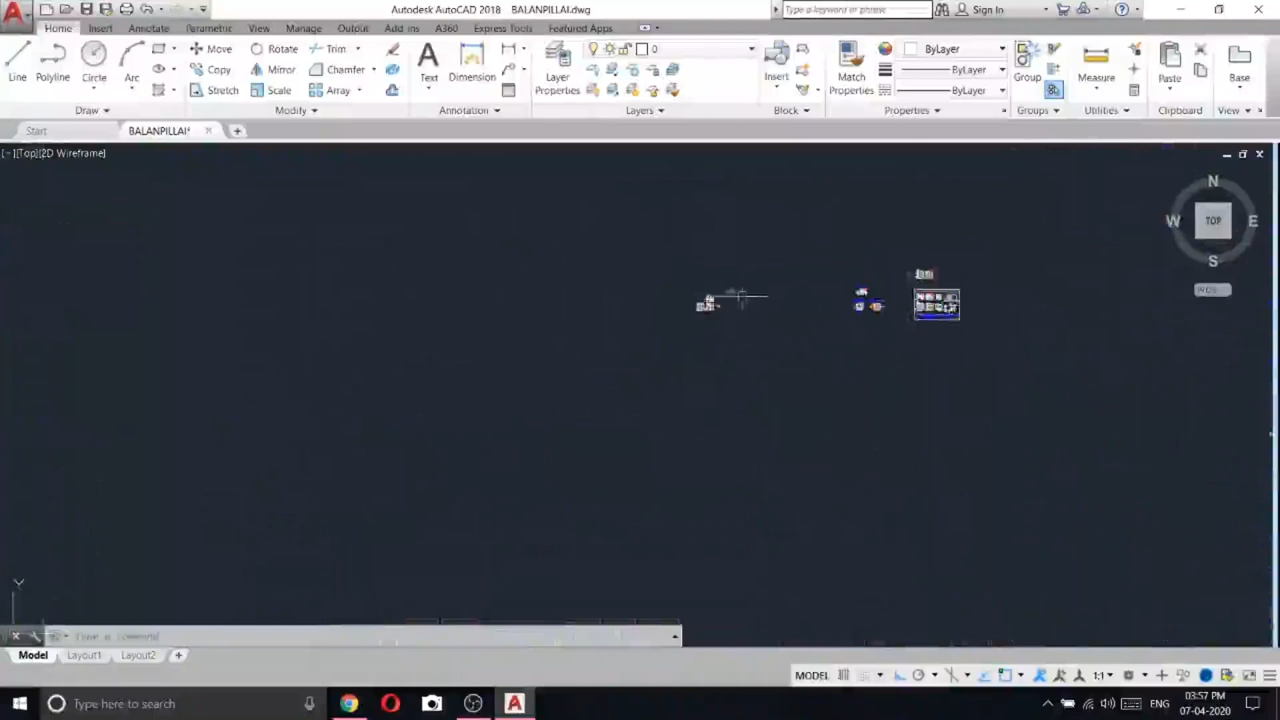 Autodesk AutoCAD 2018 BALANPILLAI.dwg
Type a keyword or phrase
Sign In
Home Insert Annotate Parametric View Manage Output Add-ins A360 Express Tools Featured Apps
Line Polyline Circle Arc
Move Rotate Trim
Copy Mirror Chamfer
Stretch Scale Array
Text Dimension
Layer Properties
0
Insert
Match Properties
ByLayer
ByLayer
ByLayer
Group
Measure
Paste
Base
Draw Modify Annotation Layers Block Properties Groups Utilities Clipboard View
Start BALANPILLAI*
[−][Top][2D Wireframe]
N
W TOP E
S
Y
Type a command
Model Layout1 Layout2
MODEL 1:1
Type here to search
ENG
03:57 PM
07-04-2020